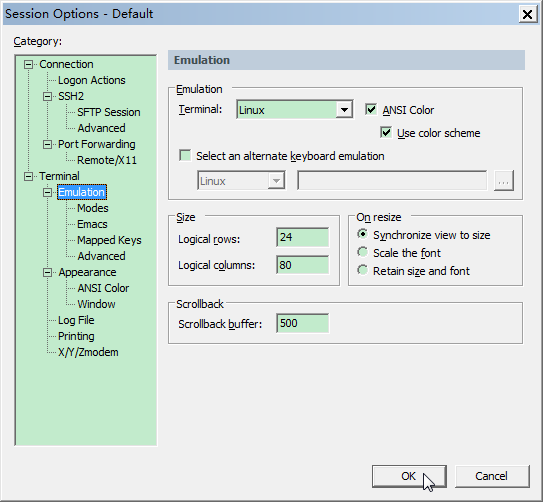 Session Options - Default
Category:
Connection
Logon Actions
SSH2
SFTP Session
Advanced
Port Forwarding
Remote/X11
Terminal
Emulation
Modes
Emacs
Mapped Keys
Advanced
Appearance
ANSI Color
Window
Log File
Printing
X/Y/Zmodem
Emulation
Emulation
Terminal: Linux ANSI Color
Use color scheme
Select an alternate keyboard emulation
Linux ...
Size
Logical rows: 24
Logical columns: 80
On resize
Synchronize view to size
Scale the font
Retain size and font
Scrollback
Scrollback buffer: 500
OK Cancel